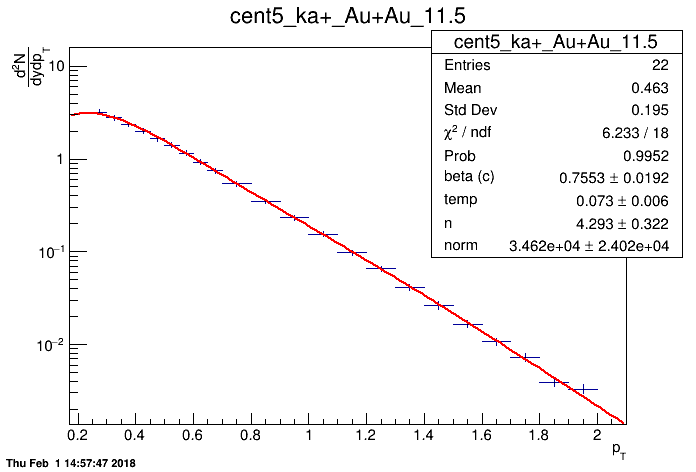 cent5_ka+_Au+Au_11.5
d²N
dydp_T
cent5_ka+_Au+Au_11.5
Entries 22
Mean 0.463
Std Dev 0.195
χ² / ndf 6.233 / 18
Prob 0.9952
beta (c) 0.7553 ± 0.0192
temp 0.073 ± 0.006
n 4.293 ± 0.322
norm 3.462e+04 ± 2.402e+04
10
1
10⁻¹
10⁻²
0.2 0.4 0.6 0.8 1 1.2 1.4 1.6 1.8 2
p_T
Thu Feb 1 14:57:47 2018